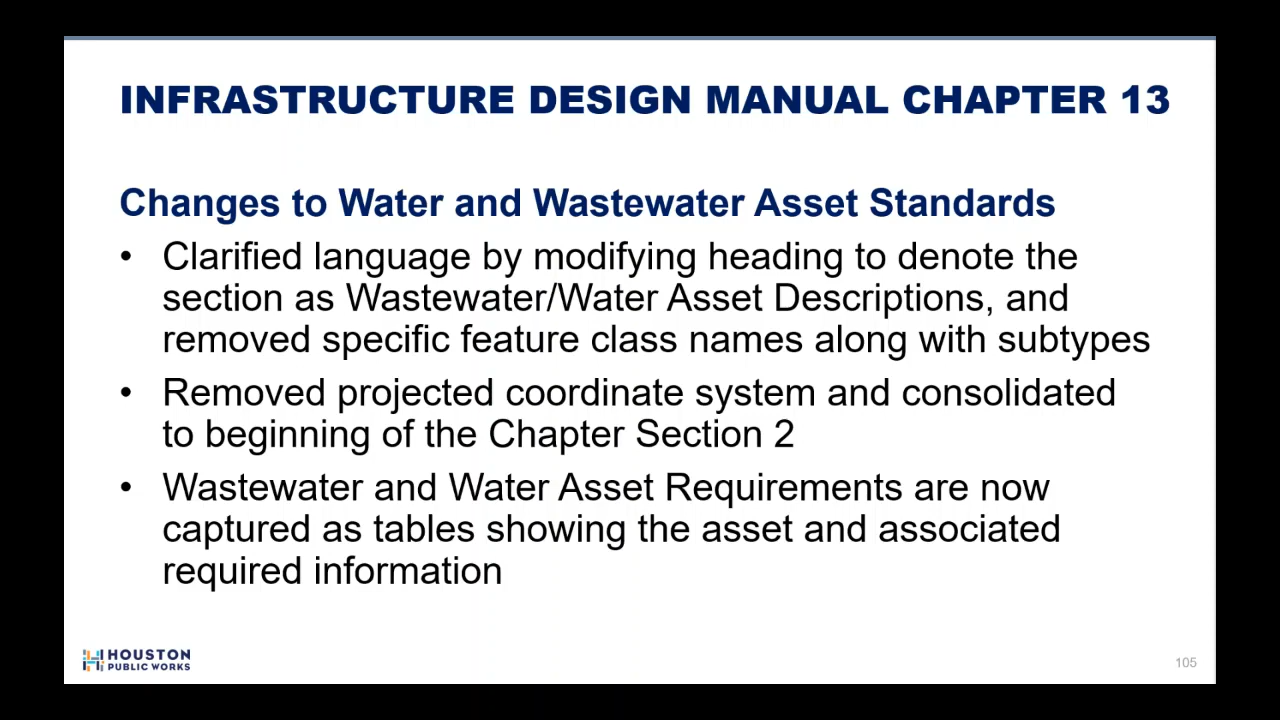 INFRASTRUCTURE DESIGN MANUAL CHAPTER 13
Changes to Water and Wastewater Asset Standards
• Clarified language by modifying heading to denote the
section as Wastewater/Water Asset Descriptions, and
removed specific feature class names along with subtypes
• Removed projected coordinate system and consolidated
to beginning of the Chapter Section 2
• Wastewater and Water Asset Requirements are now
captured as tables showing the asset and associated
required information
HOUSTON
PUBLIC WORKS
105